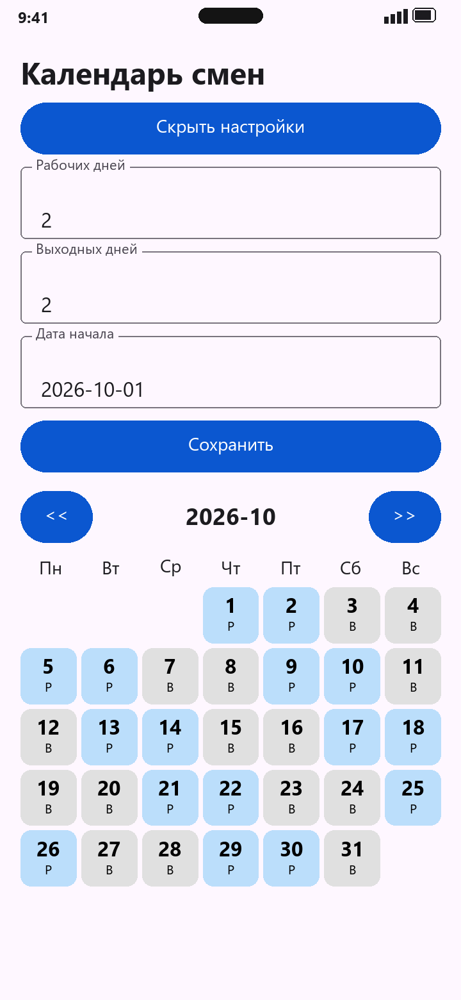 9:41
Календарь смен
Скрыть настройки
Рабочих дней
2
Выходных дней
2
Дата начала
2026-10-01
Сохранить
<< 2026-10 >>
Пн Вт Ср Чт Пт Сб Вс
1 2 3 4
Р Р В В
5 6 7 8 9 10 11
Р Р В В Р Р В
12 13 14 15 16 17 18
В Р Р В В Р Р
19 20 21 22 23 24 25
В В Р Р В В Р
26 27 28 29 30 31
Р В В Р Р В